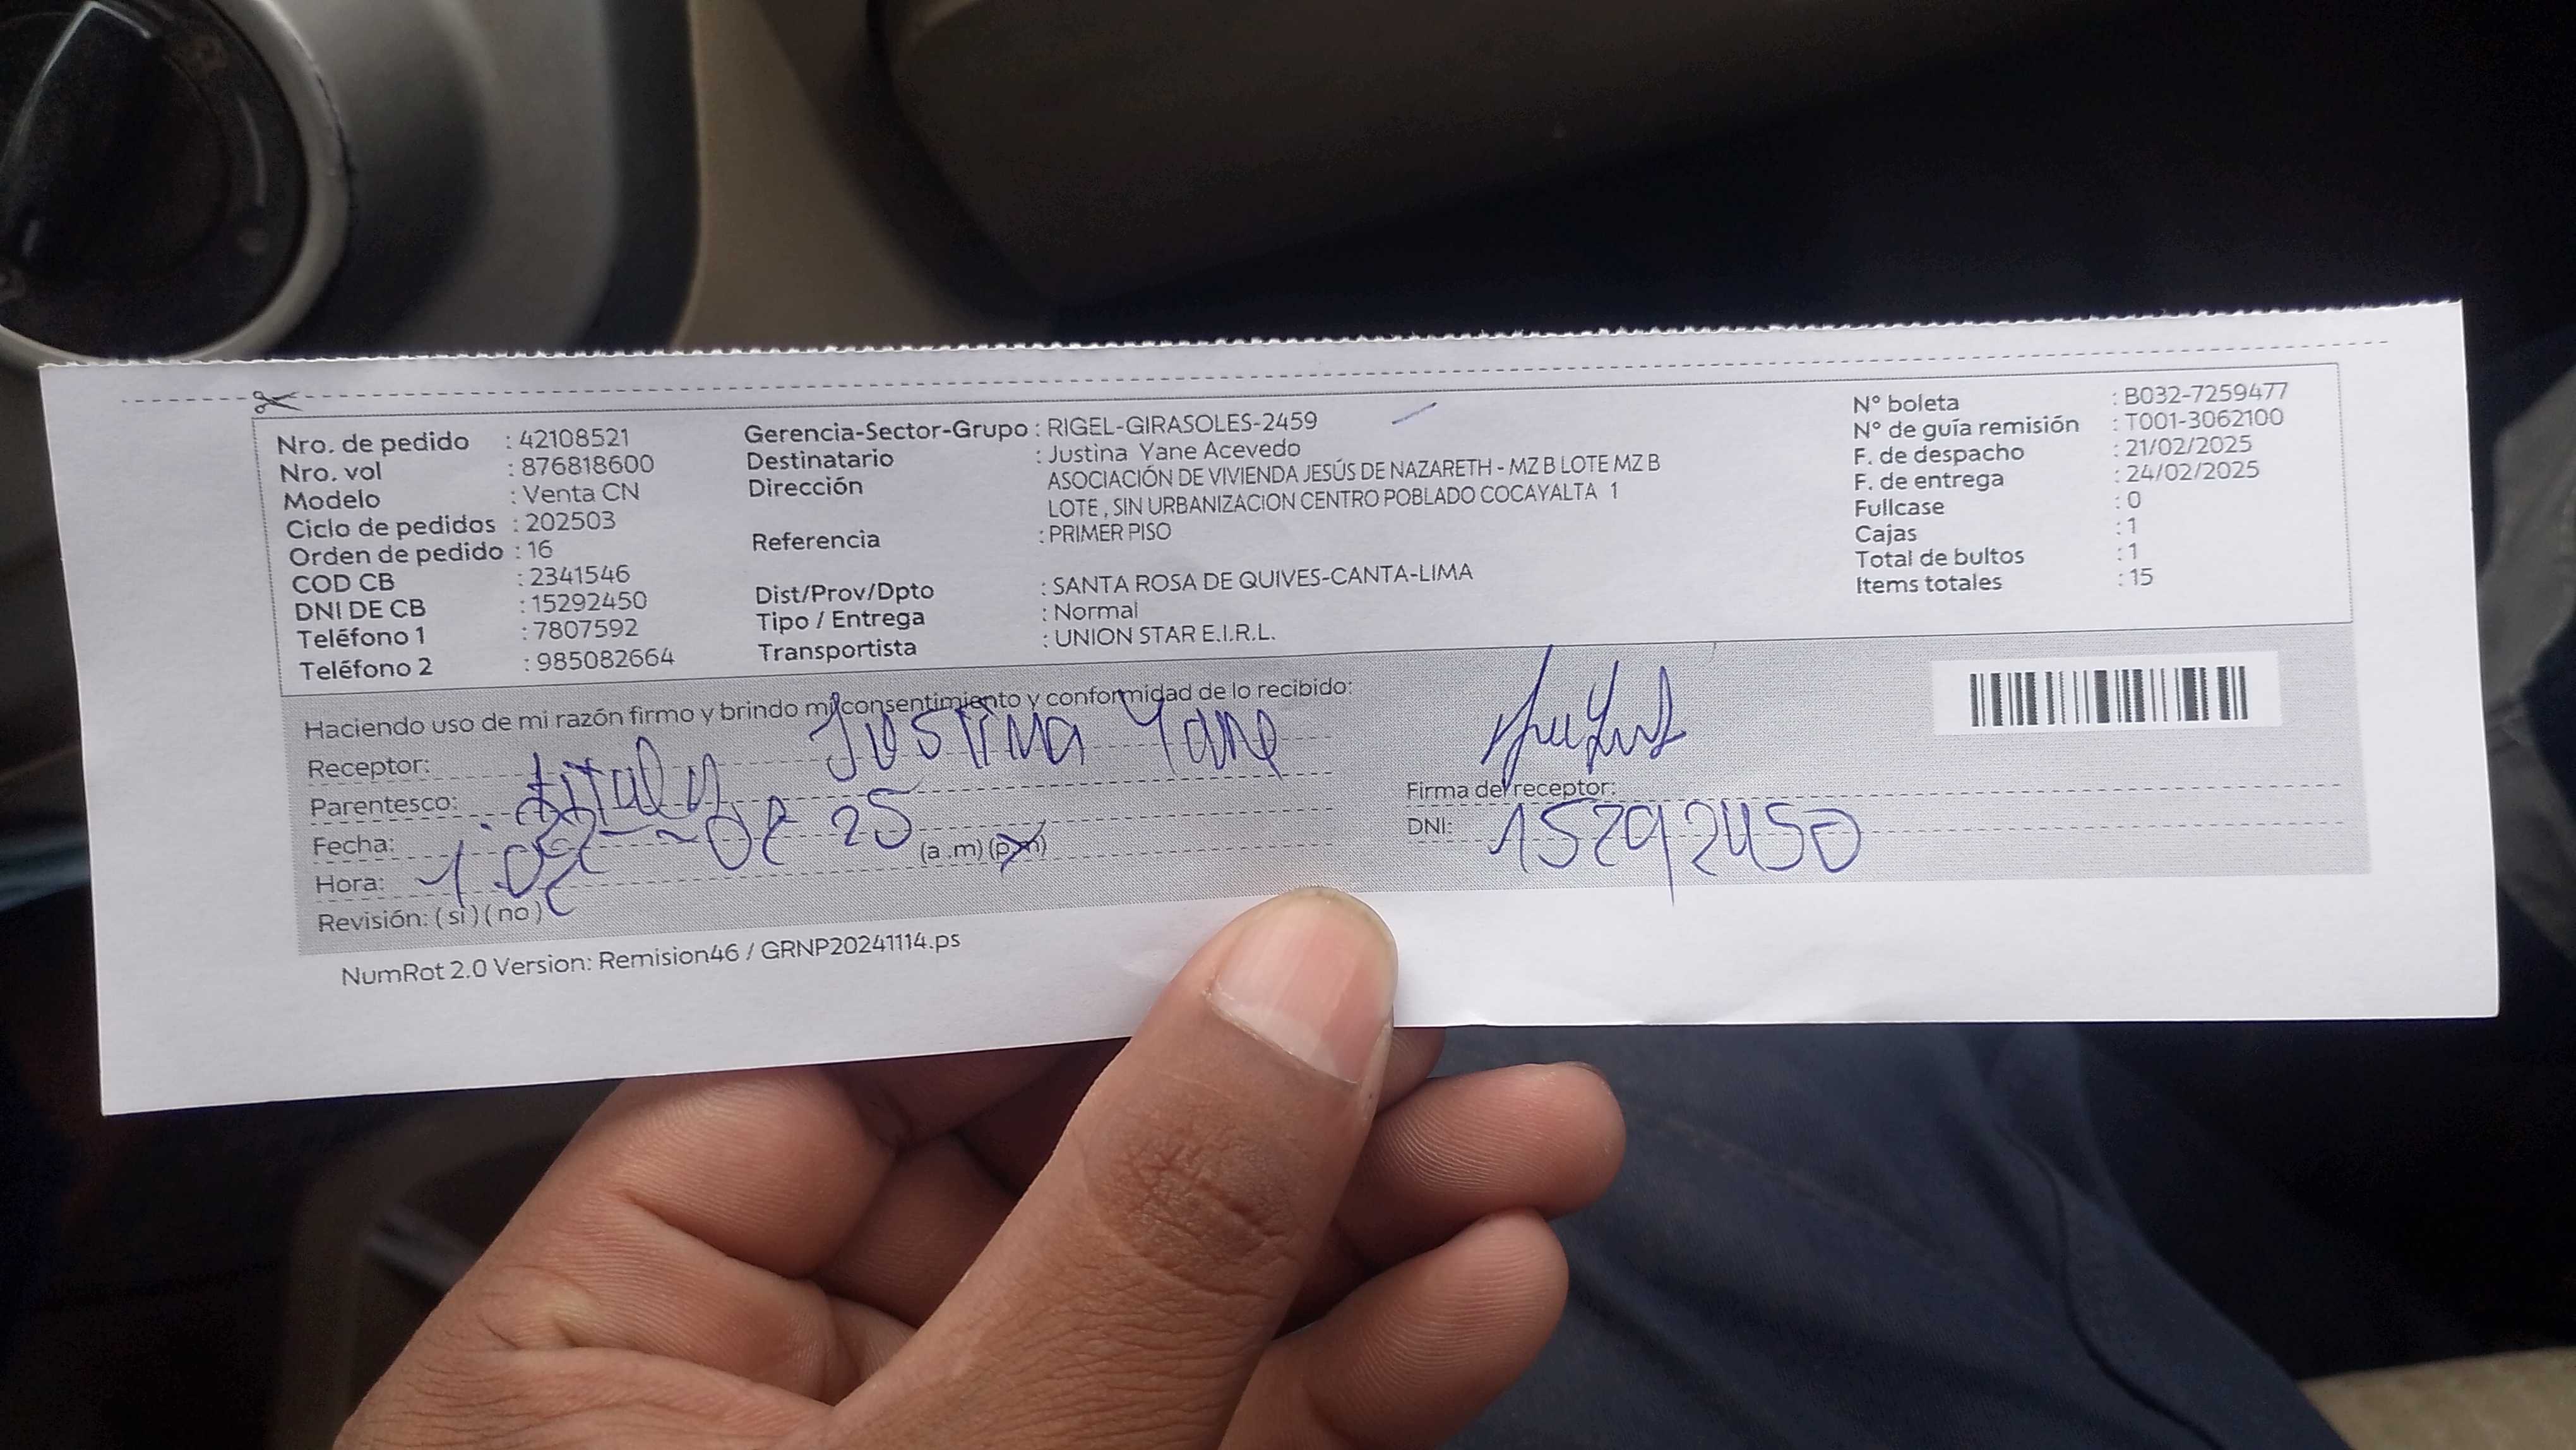 Nro. de pedido : 42108521
Nro. vol : 876818600
Modelo : Venta CN
Ciclo de pedidos : 202503
Orden de pedido : 16
COD CB : 2341546
DNI DE CB : 15292450
Teléfono 1 : 7807592
Teléfono 2 : 985082664
Gerencia-Sector-Grupo : RIGEL-GIRASOLES-2459
Destinatario : Justina Yane Acevedo
Dirección ASOCIACIÓN DE VIVIENDA JESÚS DE NAZARETH - MZ B LOTE MZ B
LOTE , SIN URBANIZACION CENTRO POBLADO COCAYALTA 1
Referencia : PRIMER PISO
Dist/Prov/Dpto : SANTA ROSA DE QUIVES-CANTA-LIMA
Tipo / Entrega : Normal
Transportista : UNION STAR E.I.R.L.
N° boleta : B032-7259477
N° de guía remisión : T001-3062100
F. de despacho : 21/02/2025
F. de entrega : 24/02/2025
Fullcase : 0
Cajas : 1
Total de bultos : 1
Items totales : 15
Haciendo uso de mi razón firmo y brindo mi consentimiento y conformidad de lo recibido:
Receptor: Justina Yane
Parentesco:
Fecha: 25
Hora: (a .m) (p.m)
Revisión: ( si ) ( no )
Firma de receptor:
DNI: 15292450
NumRot 2.0 Version: Remision46 / GRNP20241114.ps